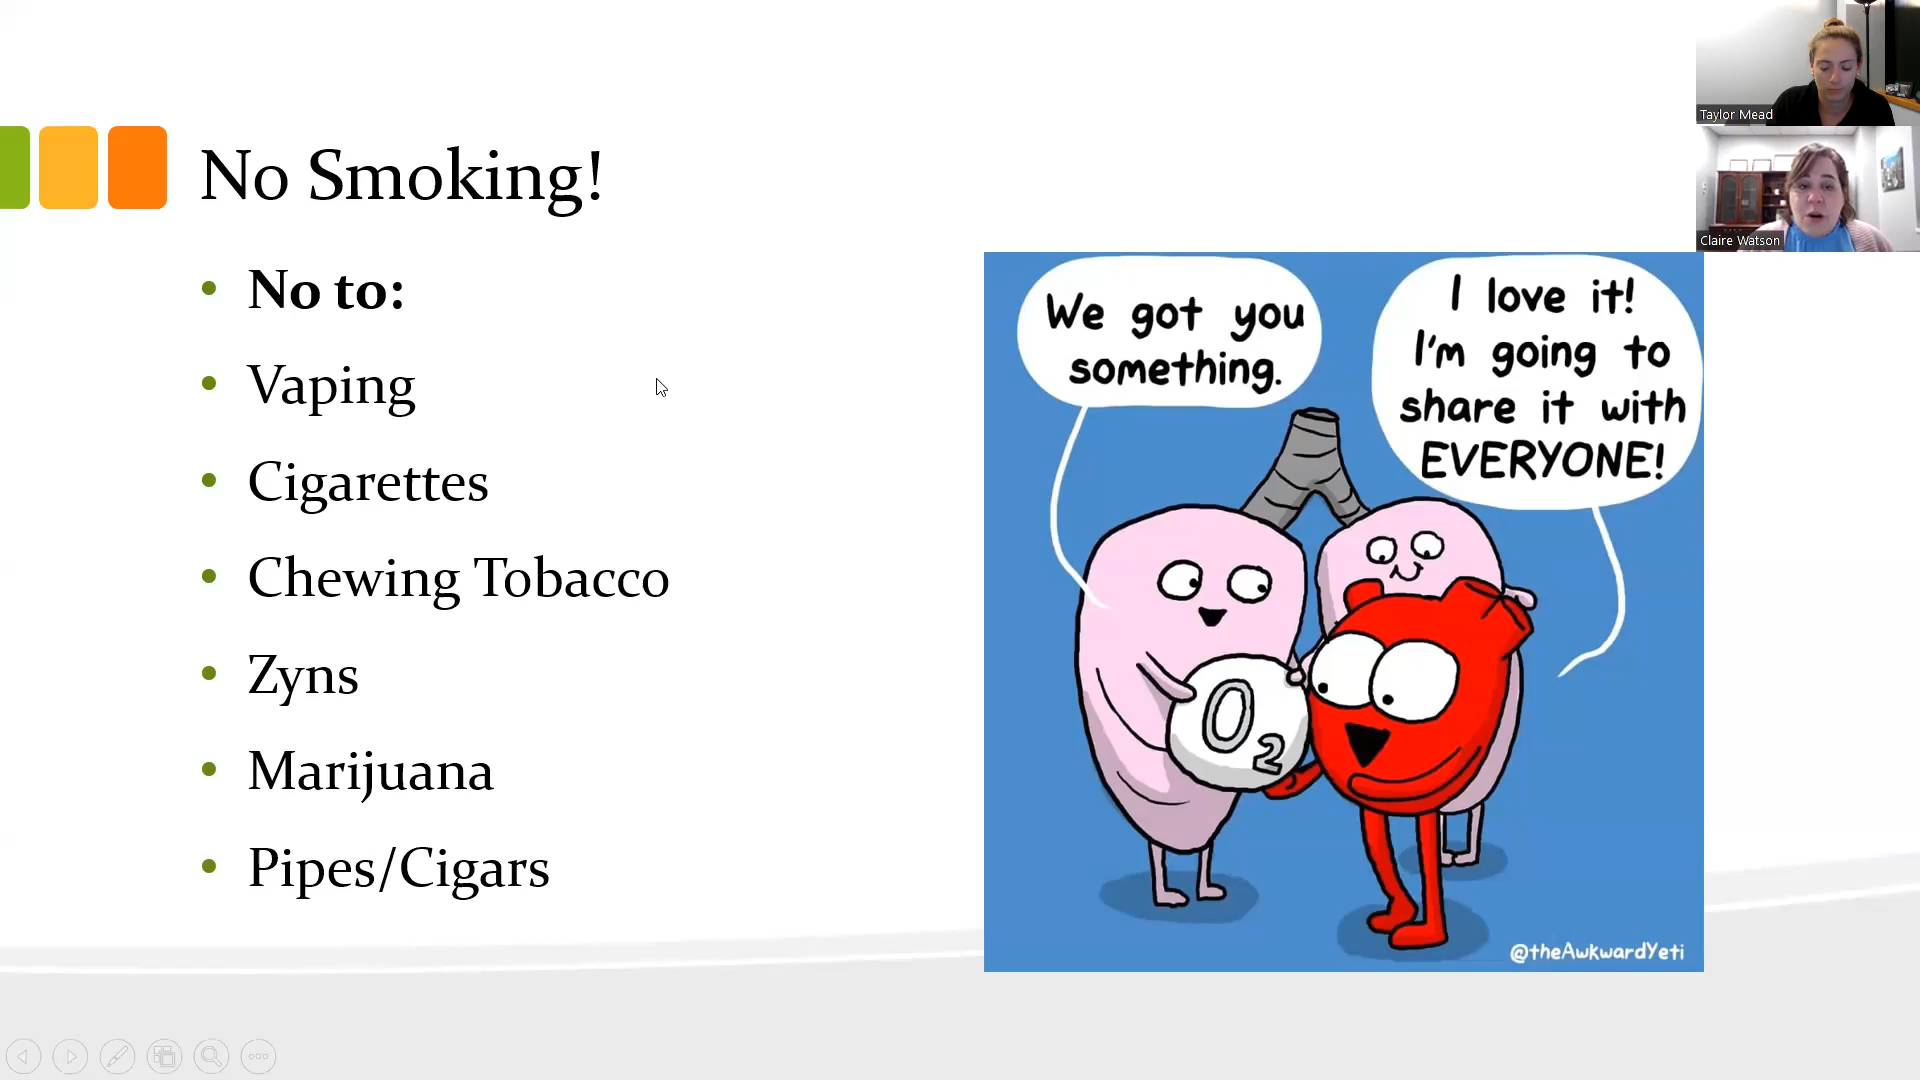 No Smoking!
No to:
Vaping
Cigarettes
Chewing Tobacco
Zyns
Marijuana
Pipes/Cigars
We got you
something.
I love it!
I'm going to
share it with
EVERYONE!
O2
@theAwkwardYeti
Taylor Mead
Claire Watson